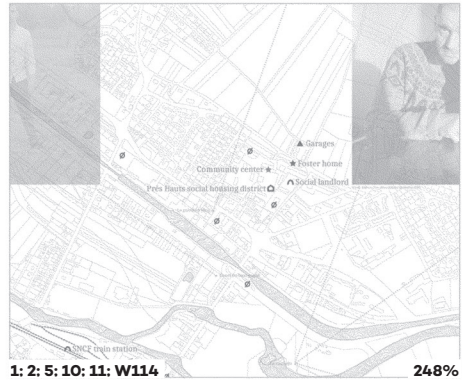 Garages
Community center
Foster home
Prés Hauts social housing district
Social landlord
SNCF train station
1; 2; 5; 10; 11; W114
248%